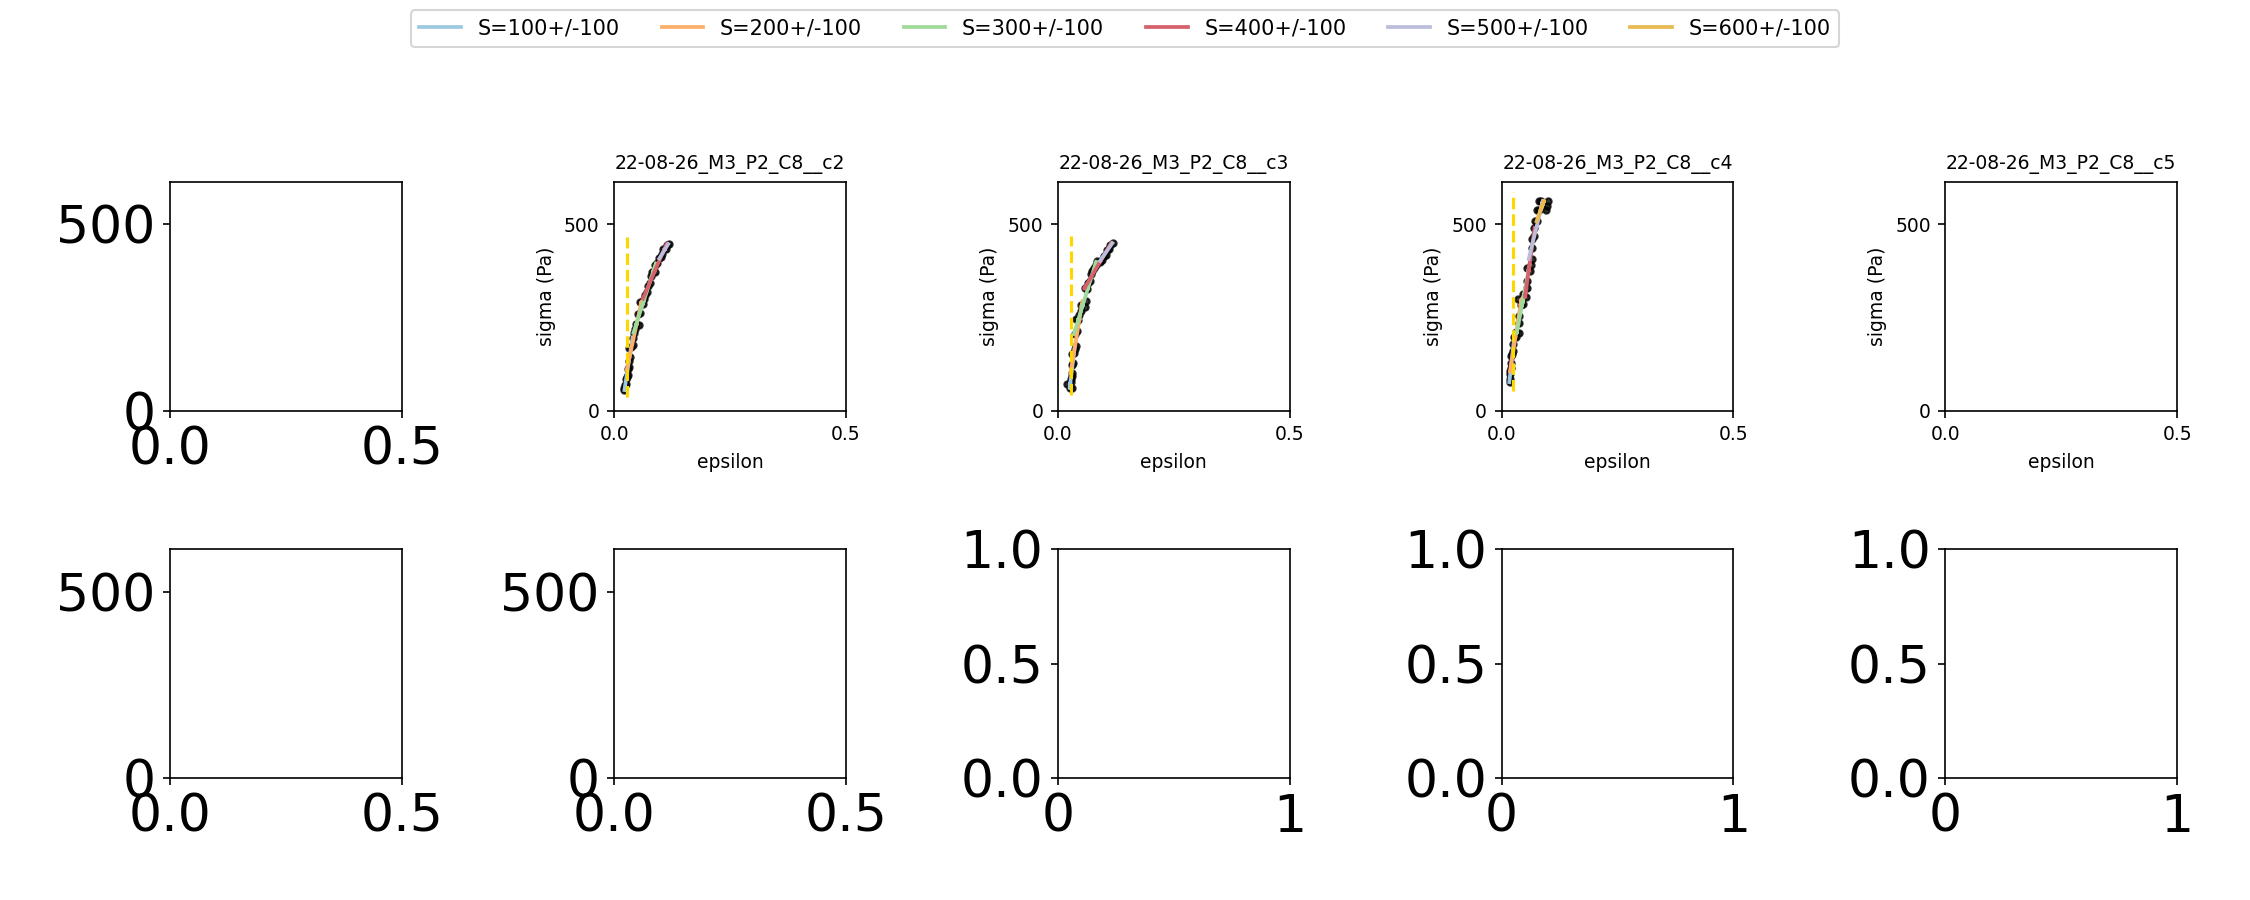 S=100+/-100 S=200+/-100 S=300+/-100 S=400+/-100 S=500+/-100 S=600+/-100
22-08-26_M3_P2_C8__c2 22-08-26_M3_P2_C8__c3 22-08-26_M3_P2_C8__c4 22-08-26_M3_P2_C8__c5
500 500 500 500 500
sigma (Pa) sigma (Pa) sigma (Pa) sigma (Pa)
0 0 0 0 0
0.0 0.5 0.0 0.5 0.0 0.5 0.0 0.5 0.0 0.5
epsilon epsilon epsilon epsilon
500 500 1.0 1.0 1.0
0.5 0.5 0.5
0 0 0.0 0.0 0.0
0.0 0.5 0.0 0.5 0 1 0 1 0 1